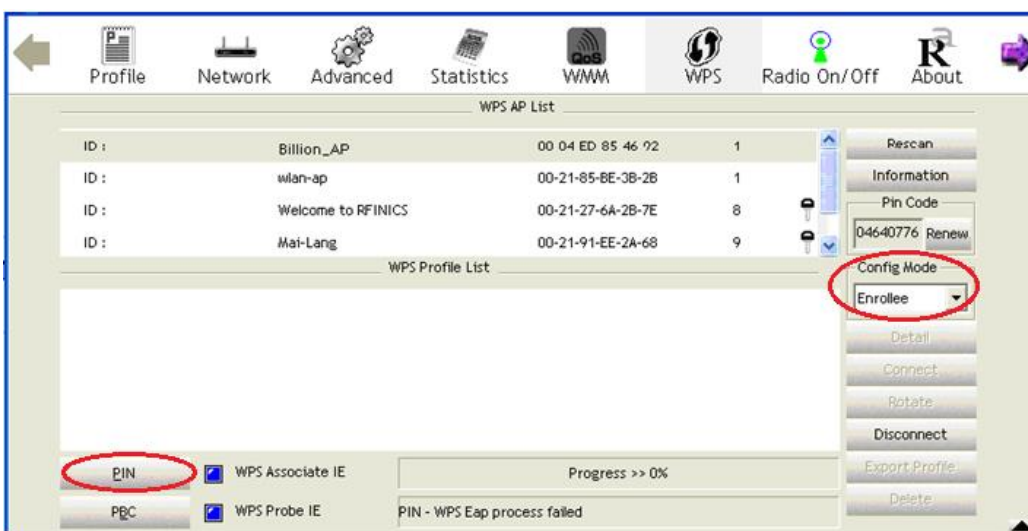 Profile Network Advanced Statistics WMM WPS Radio On/Off About
QoS
WPS AP List
ID : Billion_AP 00 04 ED 85 46 92 1
ID : wlan-ap 00-21-85-BE-3B-2B 1
ID : Welcome to RFINICS 00-21-27-6A-2B-7E 8
ID : Mai-Lang 00-21-91-EE-2A-68 9
Rescan
Information
Pin Code
04640776 Renew
WPS Profile List
Config Mode
Enrollee
Detail
Connect
Rotate
Disconnect
Export Profile
Delete
PIN WPS Associate IE Progress >> 0%
PBC WPS Probe IE PIN - WPS Eap process failed